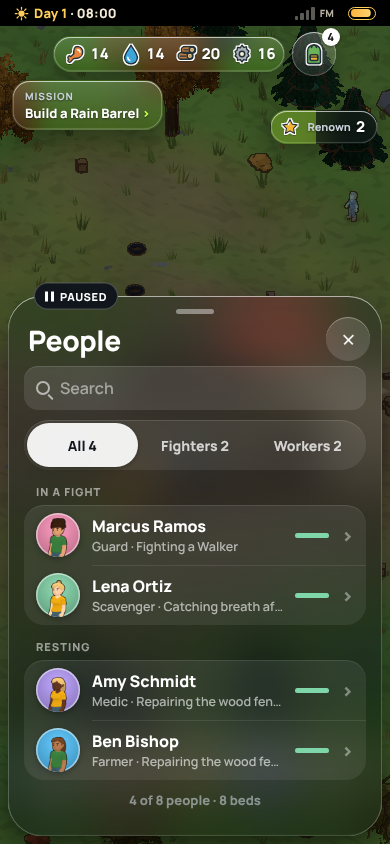 Day 1 · 08:00
FM
14
14
20
16
4
MISSION
Build a Rain Barrel ›
Renown 2
PAUSED
People
Search
All 4
Fighters 2
Workers 2
IN A FIGHT
Marcus Ramos
Guard · Fighting a Walker
Lena Ortiz
Scavenger · Catching breath af...
RESTING
Amy Schmidt
Medic · Repairing the wood fen...
Ben Bishop
Farmer · Repairing the wood fe...
4 of 8 people · 8 beds